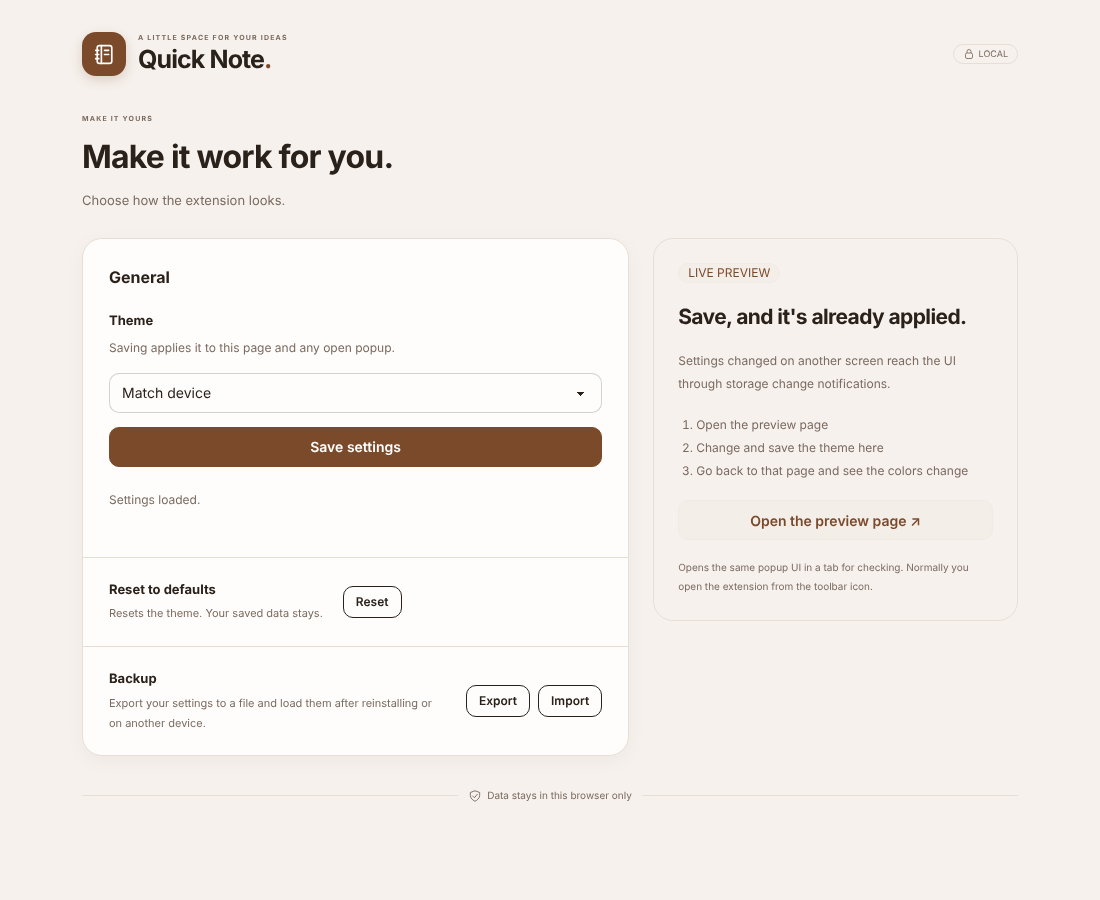 A LITTLE SPACE FOR YOUR IDEAS
Quick Note.
LOCAL
MAKE IT YOURS
Make it work for you.
Choose how the extension looks.
General
Theme
Saving applies it to this page and any open popup.
Match device
Save settings
Settings loaded.
Reset to defaults
Resets the theme. Your saved data stays.
Reset
Backup
Export your settings to a file and load them after reinstalling or
on another device.
Export
Import
LIVE PREVIEW
Save, and it's already applied.
Settings changed on another screen reach the UI
through storage change notifications.
1. Open the preview page
2. Change and save the theme here
3. Go back to that page and see the colors change
Open the preview page ↗
Opens the same popup UI in a tab for checking. Normally you
open the extension from the toolbar icon.
Data stays in this browser only